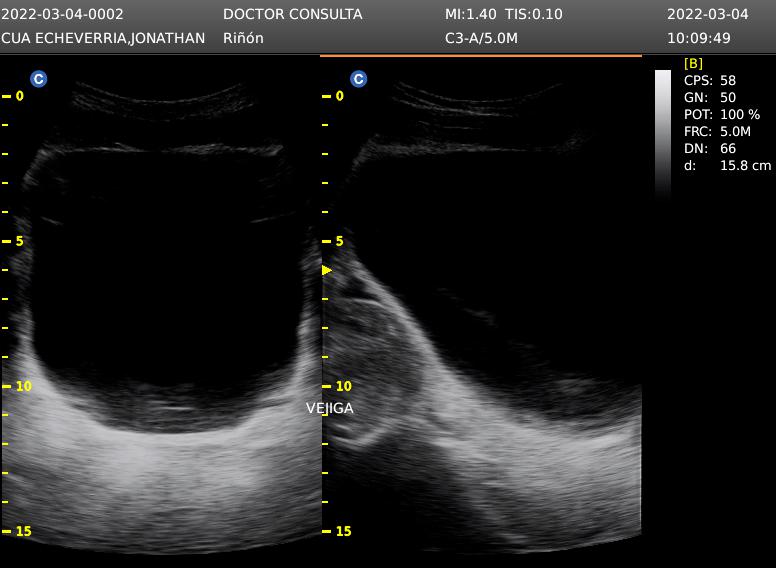 2022-03-04-0002 DOCTOR CONSULTA MI:1.40 TIS:0.10 2022-03-04
CUA ECHEVERRIA,JONATHAN Riñón C3-A/5.0M 10:09:49
[B]
CPS: 58
GN: 50
POT: 100 %
FRC: 5.0M
DN: 66
d: 15.8 cm
C
C
0
0
5
5
10
10
VEJIGA
15
15